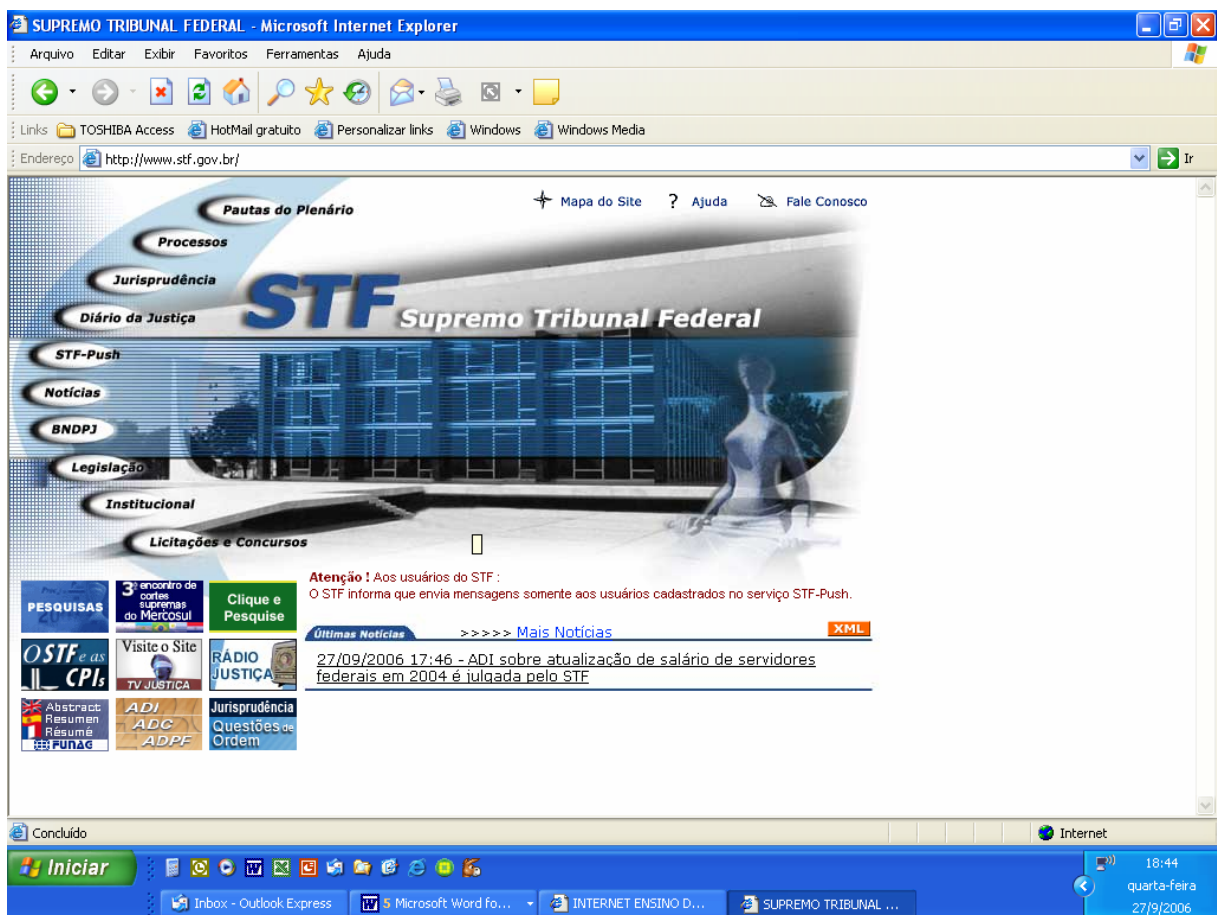 SUPREMO TRIBUNAL FEDERAL - Microsoft Internet Explorer
Arquivo Editar Exibir Favoritos Ferramentas Ajuda
Links TOSHIBA Access HotMail gratuito Personalizar links Windows Windows Media
Endereço http://www.stf.gov.br/ Ir
Mapa do Site ? Ajuda Fale Conosco
Pautas do Plenário
Processos
Jurisprudência
Diário da Justiça
STF Supremo Tribunal Federal
STF-Push
Notícias
BNDPJ
Legislação
Institucional
Licitações e Concursos
PESQUISAS
3º encontro de
cortes
supremas
do Mercosul
Clique e
Pesquise
O STF e as
CPIs
Visite o Site
TV JUSTIÇA
RÁDIO
JUSTIÇA
Abstract
Resumen
Résumé
FUNAG
ADI
ADC
ADPF
Jurisprudência
Questões de
Ordem
Atenção ! Aos usuários do STF :
O STF informa que envia mensagens somente aos usuários cadastrados no serviço STF-Push.
Últimas Notícias >>>>> Mais Notícias XML
27/09/2006 17:46 - ADI sobre atualização de salário de servidores
federais em 2004 é julgada pelo STF
Concluído Internet
Iniciar 18:44
quarta-feira
Inbox - Outlook Express 5 Microsoft Word fo... INTERNET ENSINO D... SUPREMO TRIBUNAL ... 27/9/2006